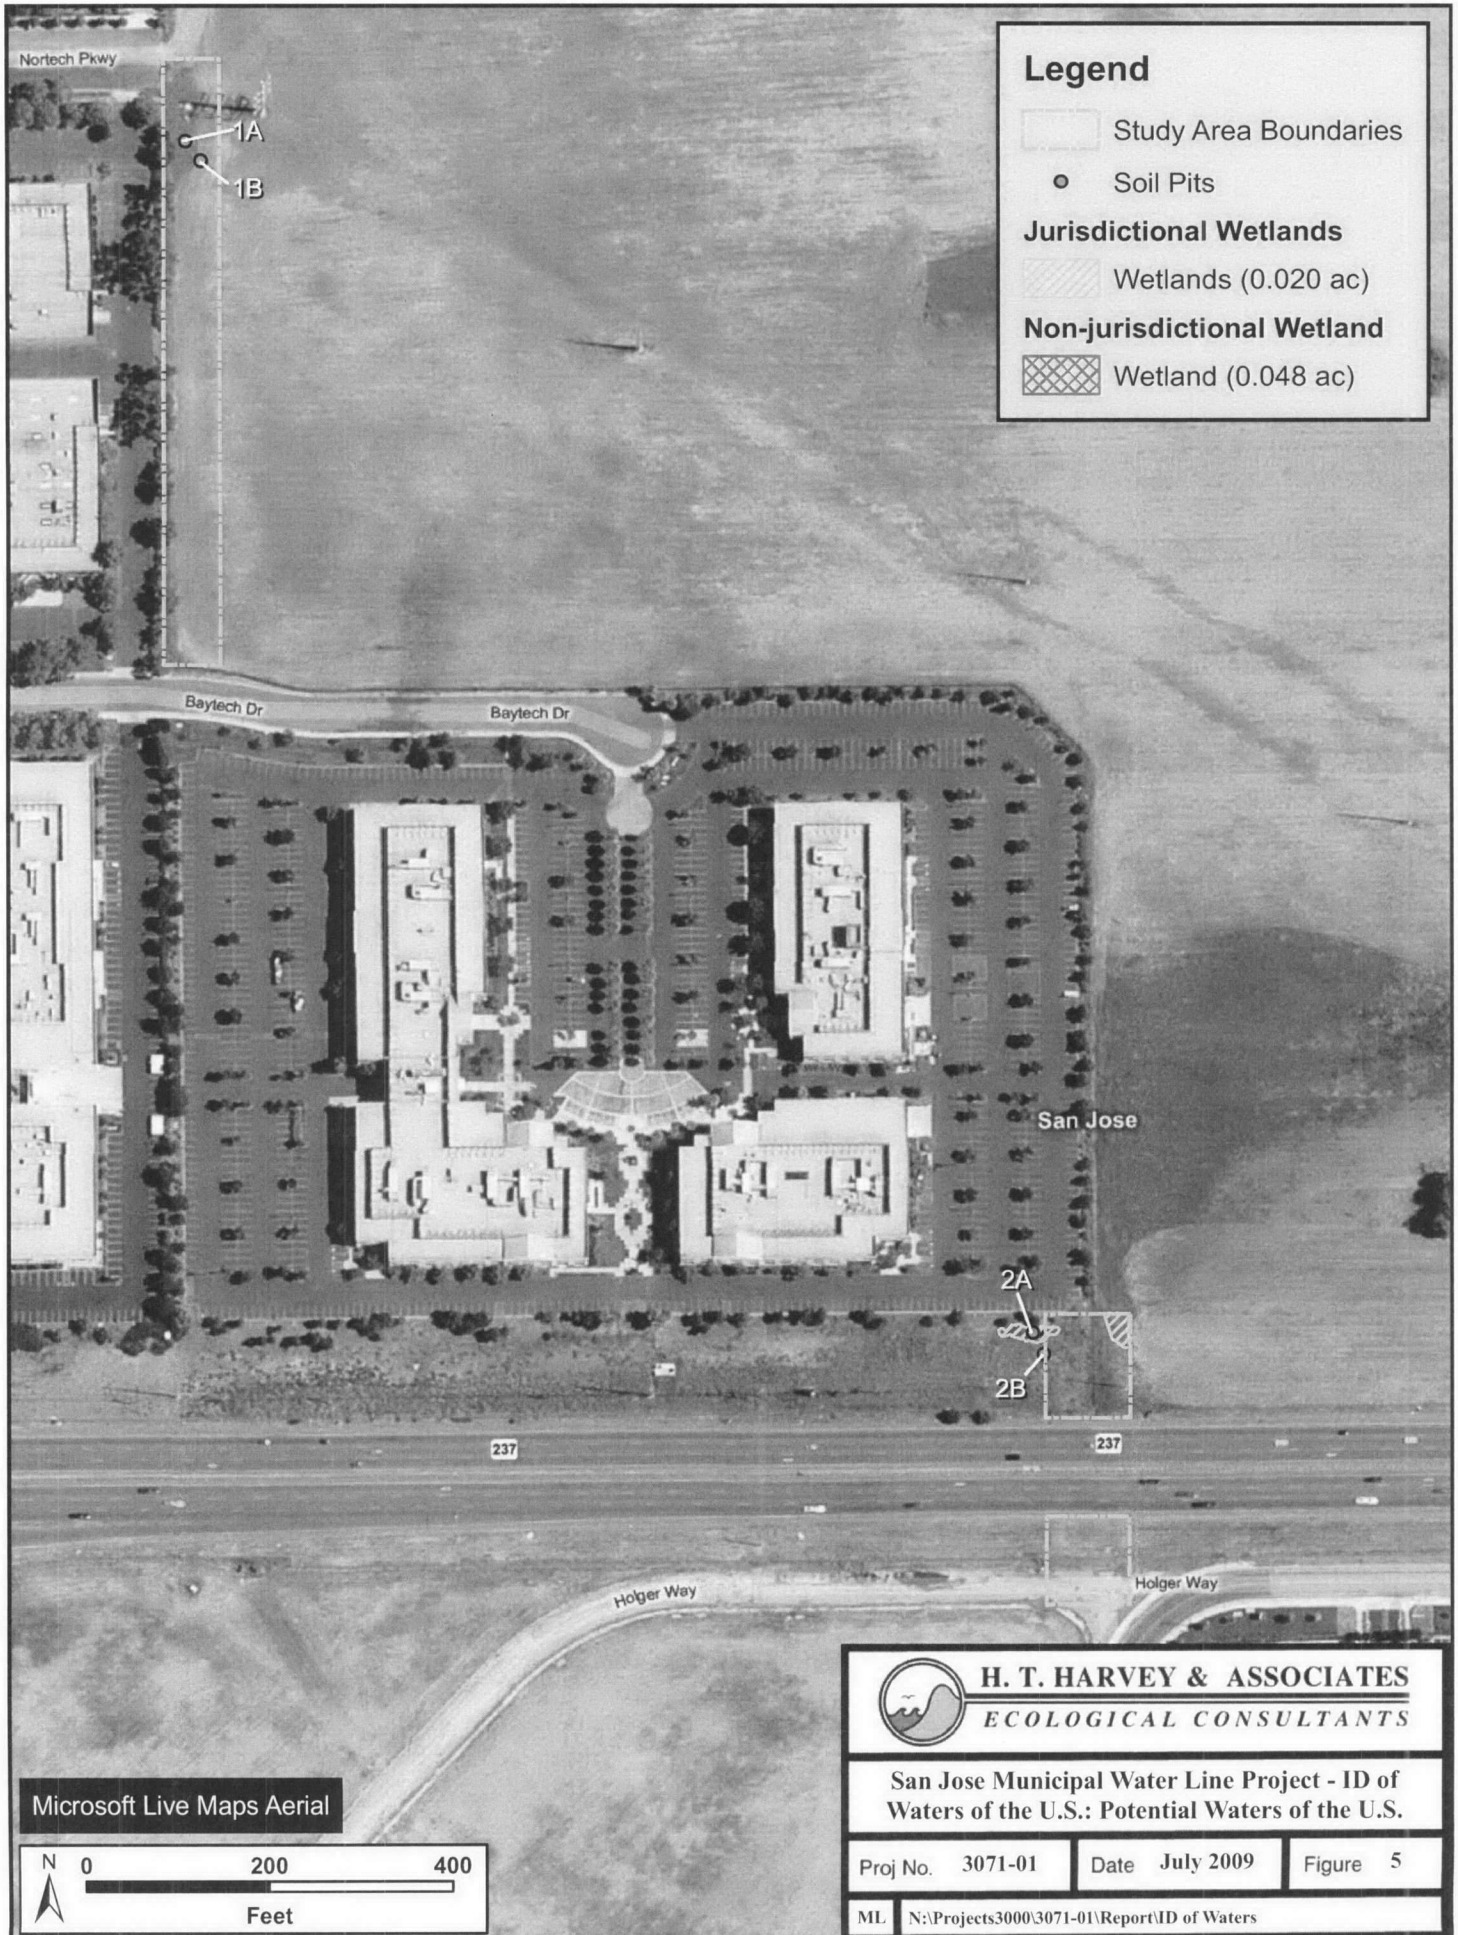 Nortech Pkwy
1A
1B
Legend
Study Area Boundaries
Soil Pits
Jurisdictional Wetlands
Wetlands (0.020 ac)
Non-jurisdictional Wetland
Wetland (0.048 ac)
Baytech Dr
Baytech Dr
San Jose
2A
2B
237
237
Holger Way
Holger Way
H. T. HARVEY & ASSOCIATES
ECOLOGICAL CONSULTANTS
San Jose Municipal Water Line Project - ID of
Waters of the U.S.: Potential Waters of the U.S.
Proj No. 3071-01
Date July 2009
Figure 5
ML N:\Projects3000\3071-01\Report\ID of Waters
Microsoft Live Maps Aerial
N
0 200 400
Feet